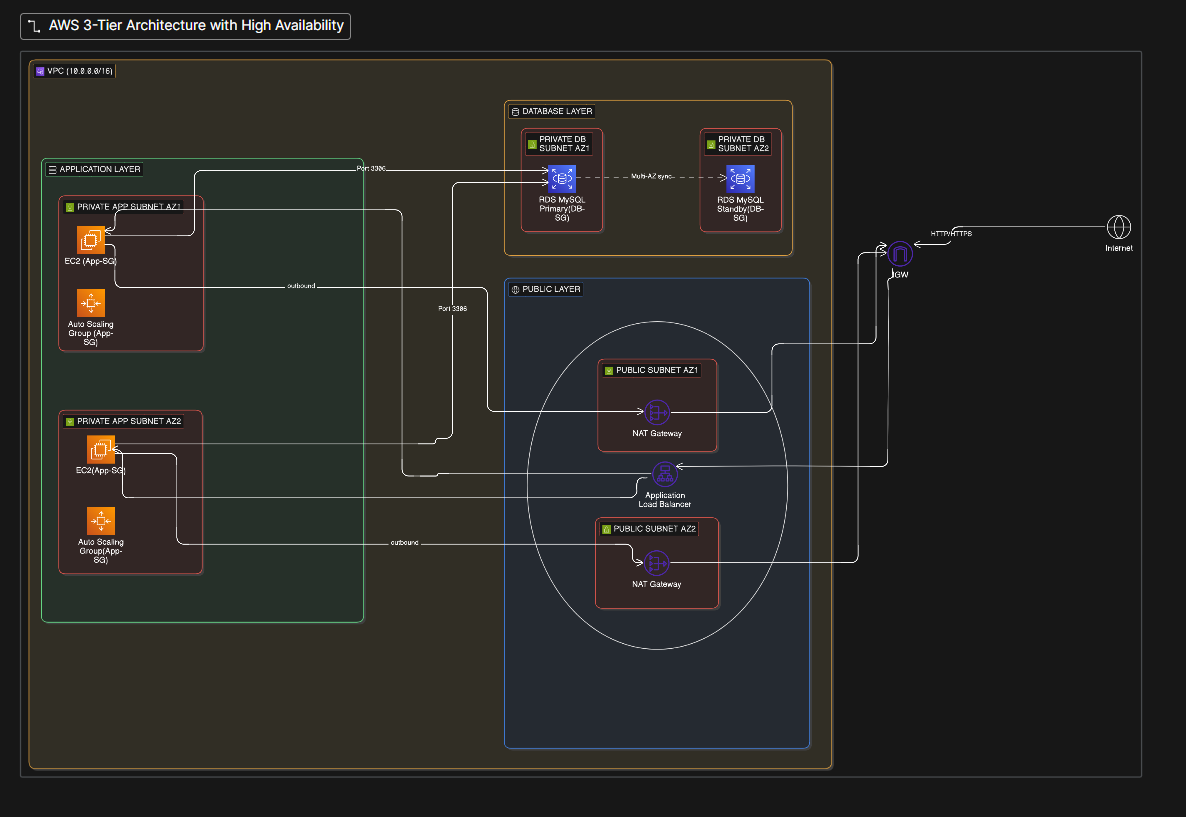 AWS 3-Tier Architecture with High Availability
VPC (10.0.0.0/16)
DATABASE LAYER
PRIVATE DB
SUBNET AZ1
RDS MySQL
Primary(DB-
SG)
Multi-AZ sync
PRIVATE DB
SUBNET AZ2
RDS MySQL
Standby(DB-
SG)
APPLICATION LAYER
Port 3306
PRIVATE APP SUBNET AZ1
EC2 (App-SG)
Auto Scaling
Group (App-
SG)
outbound
Port 3306
PRIVATE APP SUBNET AZ2
EC2(App-SG)
Auto Scaling
Group(App-
SG)
outbound
PUBLIC LAYER
PUBLIC SUBNET AZ1
NAT Gateway
Application
Load Balancer
PUBLIC SUBNET AZ2
NAT Gateway
HTTP/HTTPS
IGW
Internet